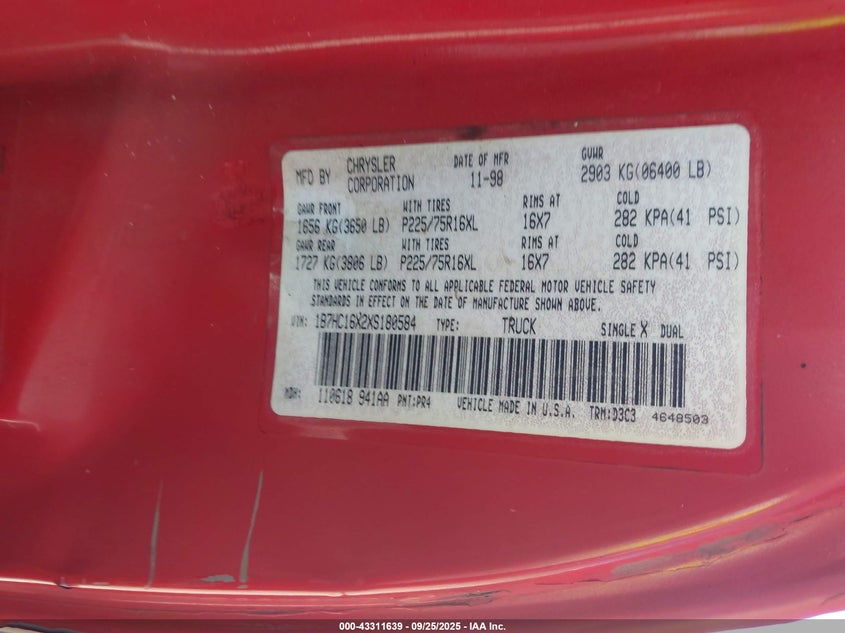 MFD BY CHRYSLER CORPORATION DATE OF MFR 11-98 GVWR 2903 KG(06400 LB)
GAWR FRONT WITH TIRES RIMS AT COLD
1656 KG(3650 LB) P225/75R16XL 16X7 282 KPA(41 PSI)
GAWR REAR WITH TIRES RIMS AT COLD
1727 KG(3806 LB) P225/75R16XL 16X7 282 KPA(41 PSI)
THIS VEHICLE CONFORMS TO ALL APPLICABLE FEDERAL MOTOR VEHICLE SAFETY
STANDARDS IN EFFECT ON THE DATE OF MANUFACTURE SHOWN ABOVE.
VIN: 1B7HC16X2XS180584 TYPE: TRUCK SINGLE X DUAL
MDH: 110618 941AA PNT:PR4 VEHICLE MADE IN U.S.A. TRM:D3C3 4648503
000-43311639 - 09/25/2025 - IAA Inc.